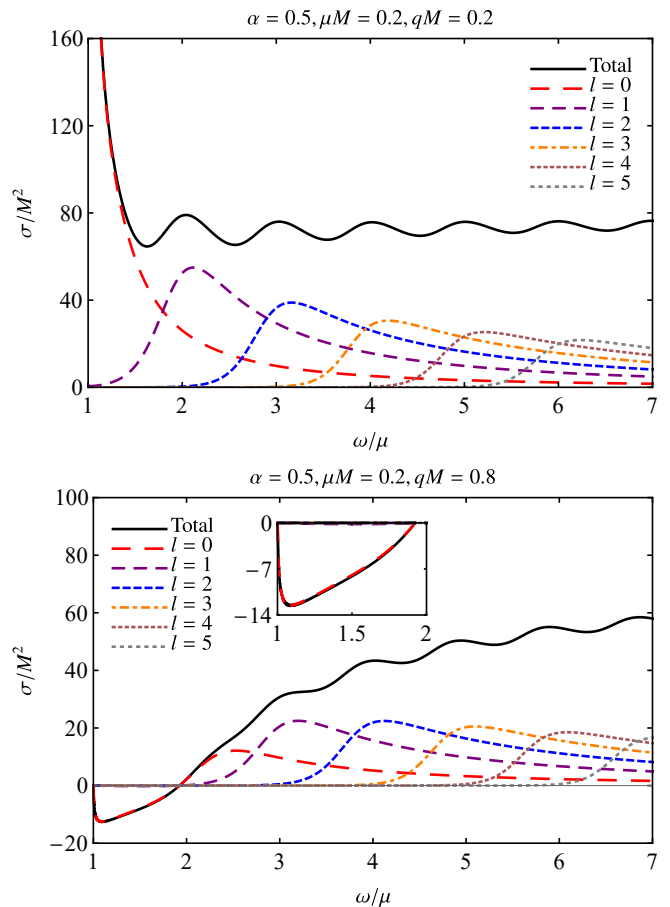 α = 0.5, μM = 0.2, qM = 0.2
160
120
80
40
0
σ/M²
Total
l = 0
l = 1
l = 2
l = 3
l = 4
l = 5
1 2 3 4 5 6 7
ω/μ
α = 0.5, μM = 0.2, qM = 0.8
100
80
60
40
20
0
−20
σ/M²
Total
l = 0
l = 1
l = 2
l = 3
l = 4
l = 5
0
−7
−14
1 1.5 2
1 2 3 4 5 6 7
ω/μ